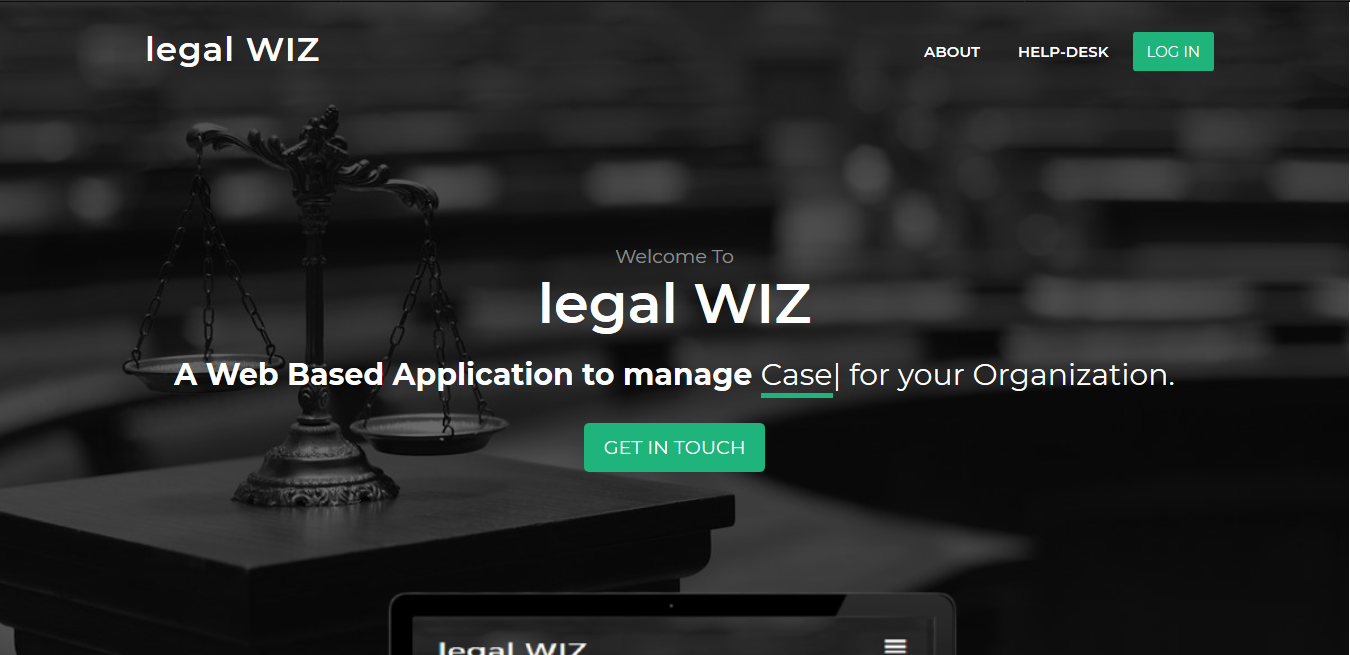 legal WIZ
ABOUT
HELP-DESK
LOG IN
Welcome To
legal WIZ
A Web Based Application to manage Case| for your Organization.
GET IN TOUCH
legal WIZ